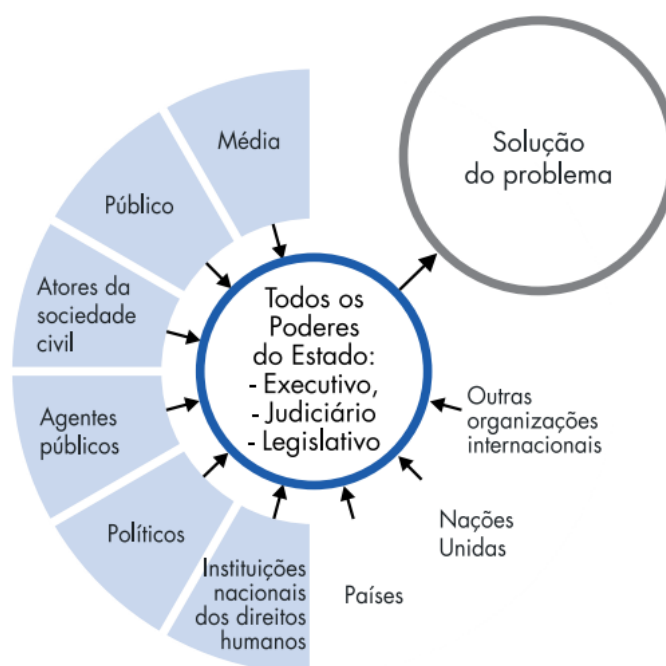 Média
Público
Atores da
sociedade
civil
Agentes
públicos
Políticos
Instituições
nacionais
dos direitos
humanos
Todos os
Poderes
do Estado:
- Executivo,
- Judiciário
- Legislativo
Solução
do problema
Outras
organizações
internacionais
Nações
Unidas
Países